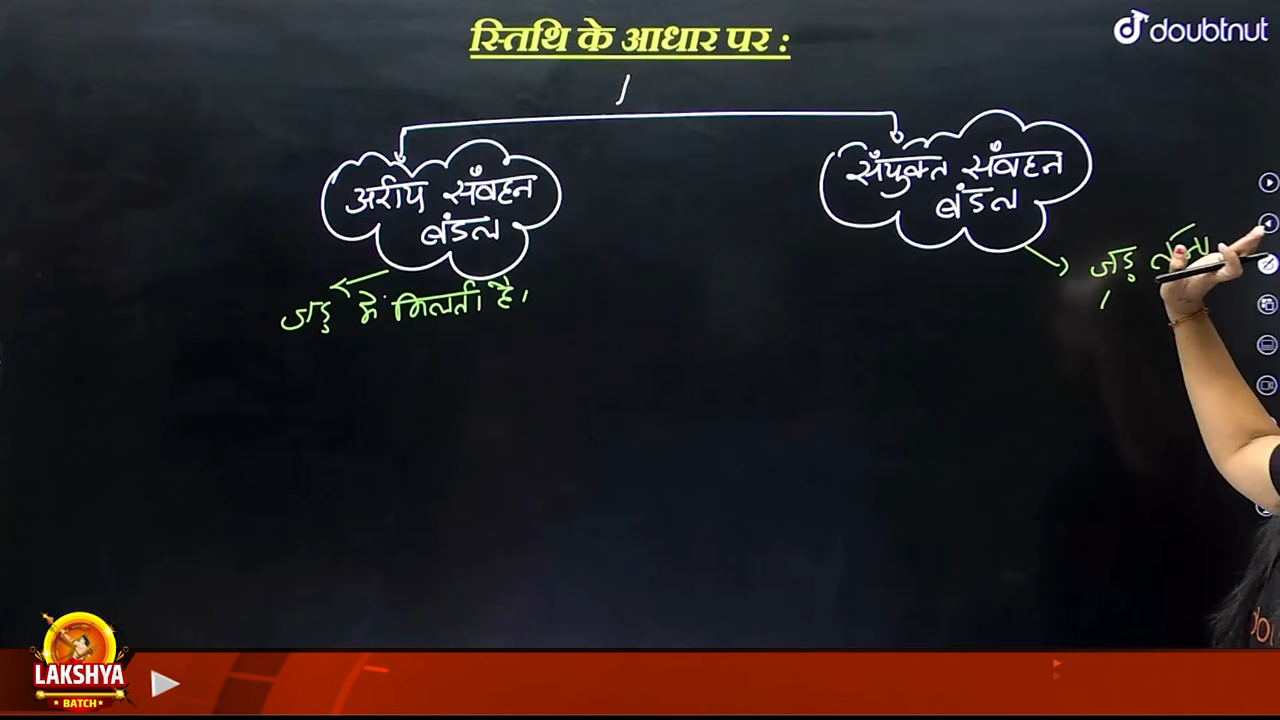 स्तिथि के आधार पर :
doubtnut
अरीय संवहन
बंडल
संयुक्त संवहन
बंडल
जड़ में मिलती है।
जड़
LAKSHYA
BATCH